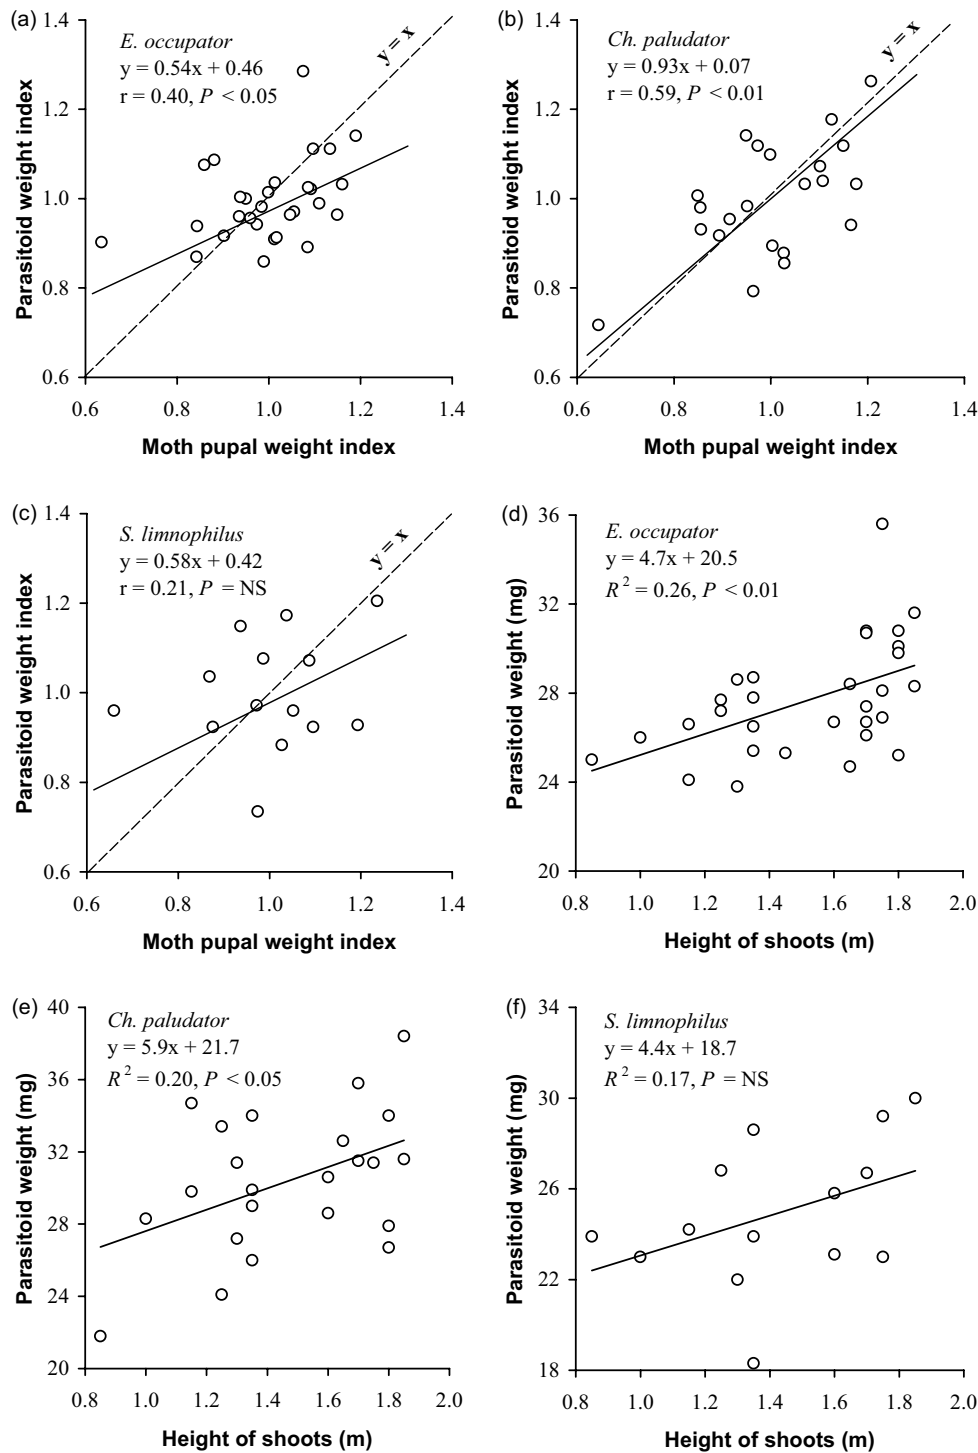 (a)
E. occupator
y = 0.54x + 0.46
r = 0.40, P < 0.05
y = x
1.4
1.2
1.0
0.8
0.6
Parasitoid weight index
0.6 0.8 1.0 1.2 1.4
Moth pupal weight index
(b)
Ch. paludator
y = 0.93x + 0.07
r = 0.59, P < 0.01
y = x
1.4
1.2
1.0
0.8
0.6
Parasitoid weight index
0.6 0.8 1.0 1.2 1.4
Moth pupal weight index
(c)
S. limnophilus
y = 0.58x + 0.42
r = 0.21, P = NS
y = x
1.4
1.2
1.0
0.8
0.6
Parasitoid weight index
0.6 0.8 1.0 1.2 1.4
Moth pupal weight index
(d)
E. occupator
y = 4.7x + 20.5
R² = 0.26, P < 0.01
36
32
28
24
20
Parasitoid weight (mg)
0.8 1.0 1.2 1.4 1.6 1.8 2.0
Height of shoots (m)
(e)
Ch. paludator
y = 5.9x + 21.7
R² = 0.20, P < 0.05
40
36
32
28
24
20
Parasitoid weight (mg)
0.8 1.0 1.2 1.4 1.6 1.8 2.0
Height of shoots (m)
(f)
S. limnophilus
y = 4.4x + 18.7
R² = 0.17, P = NS
34
30
26
22
18
Parasitoid weight (mg)
0.8 1.0 1.2 1.4 1.6 1.8 2.0
Height of shoots (m)